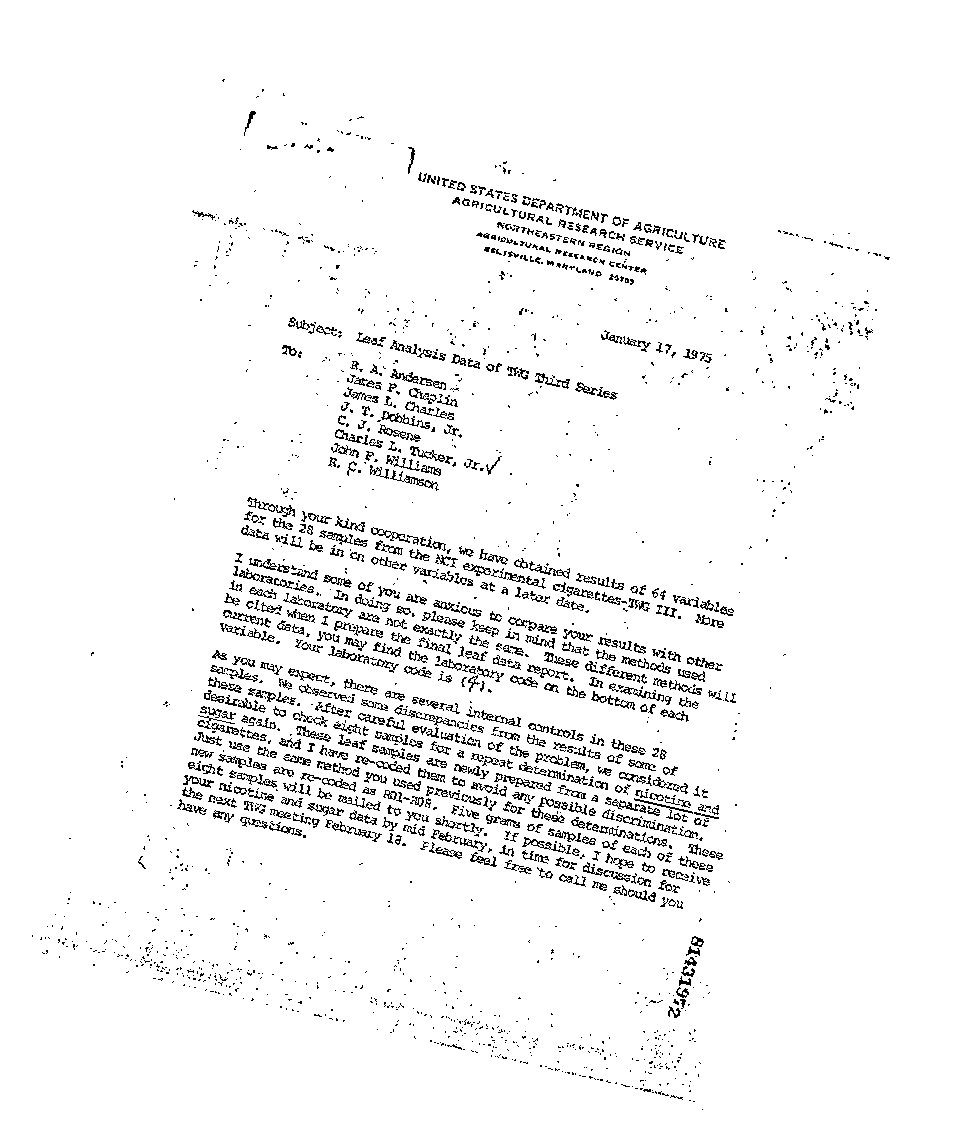 UNITED STATES DEPARTMENT OF AGRICULTURE
AGRICULTURAL RESEARCH SERVICE
NORTHEASTERN REGION
AGRICULTURAL RESEARCH CENTER
BELTSVILLE, MARYLAND 20705
January 17, 1975
Subject: Leaf Analysis Data of TWG Third Series
To:
R. A. Andersen
James P. Chaplin
James L. Charles
J. T. Dobbins, Jr.
C. J. Rosene
Charles L. Tucker, Jr.✓
John P. Williams
R. C. Williamson
Through your kind cooperation, we have obtained results of 64 variables
for the 28 samples from the NCI experimental cigarettes-TWG III. More
data will be in on other variables at a later date.
I understand some of you are anxious to compare your results with other
laboratories. In doing so, please keep in mind that the methods used
in each laboratory are not exactly the same. These different methods will
be cited when I prepare the final leaf data report. In examining the
current data, you may find the laboratory code on the bottom of each
variable. Your laboratory code is (4).
As you may expect, there are several internal controls in these 28
samples. We observed some discrepancies from the results of some of
these samples. After careful evaluation of the problem, we considered it
desirable to check eight samples for a repeat determination of nicotine and
sugar again. These leaf samples are newly prepared from a separate lot of
cigarettes, and I have re-coded them to avoid any possible discrimination.
Just use the same method you used previously for these determinations. These
new samples are re-coded as R01-R08. Five grams of samples of each of these
eight samples will be mailed to you shortly. If possible, I hope to receive
your nicotine and sugar data by mid February, in time for discussion for
the next TWG meeting February 18. Please feel free to call me should you
have any questions.
81431972